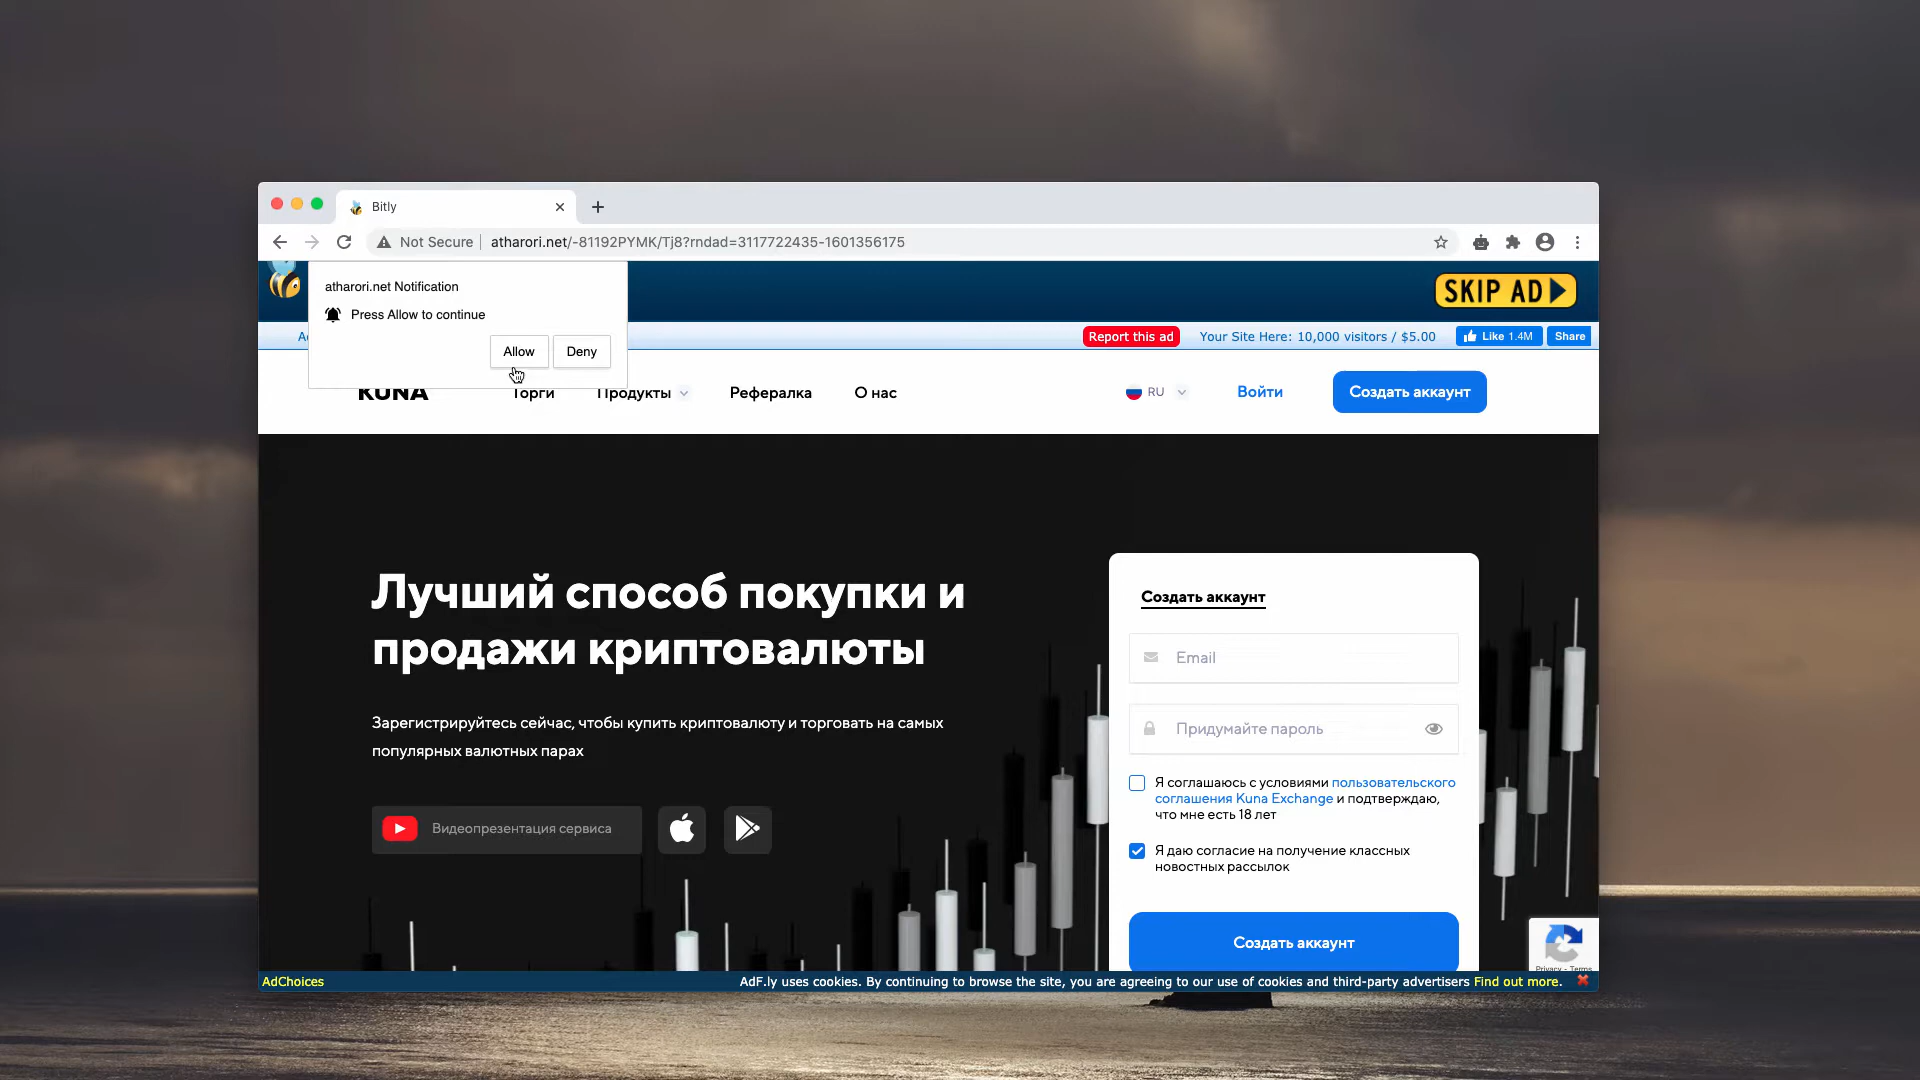 Bitly
Not Secure
atharori.net/-81192PYMK/Tj8?rndad=3117722435-1601356175
atharori.net Notification
Press Allow to continue
Allow
Deny
SKIP AD
Report this ad
Your Site Here: 10,000 visitors / $5.00
Like 1.4M
Share
KUNA
Торги
Продукты
Рефералка
О нас
RU
Войти
Создать аккаунт
Лучший способ покупки и
продажи криптовалюты
Зарегистрируйтесь сейчас, чтобы купить криптовалюту и торговать на самых
популярных валютных парах
Видеопрезентация сервиса
Создать аккаунт
Email
Придумайте пароль
Я соглашаюсь с условиями пользовательского
соглашения Kuna Exchange и подтверждаю,
что мне есть 18 лет
Я даю согласие на получение классных
новостных рассылок
Создать аккаунт
Privacy - Terms
AdChoices
AdF.ly uses cookies. By continuing to browse the site, you are agreeing to our use of cookies and third-party advertisers Find out more.